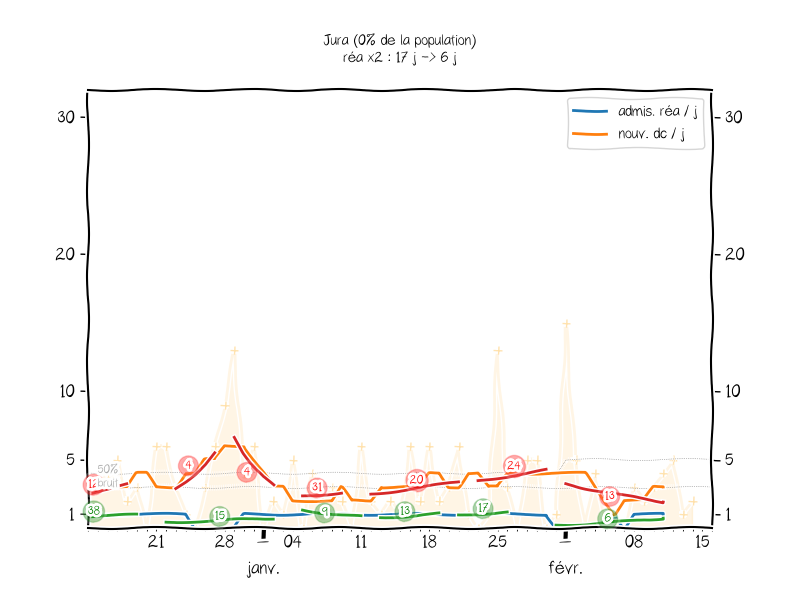 Jura (0% de la population)
réa x2 : 17 j -> 6 j
admis. réa / j
nouv. dc / j
30 30
20 20
10 10
5 5
1 1
50%
bruit
12 4 4 31 20 24 13
38 15 9 13 17 6
21 28 04 11 18 25 08 15
janv. févr.